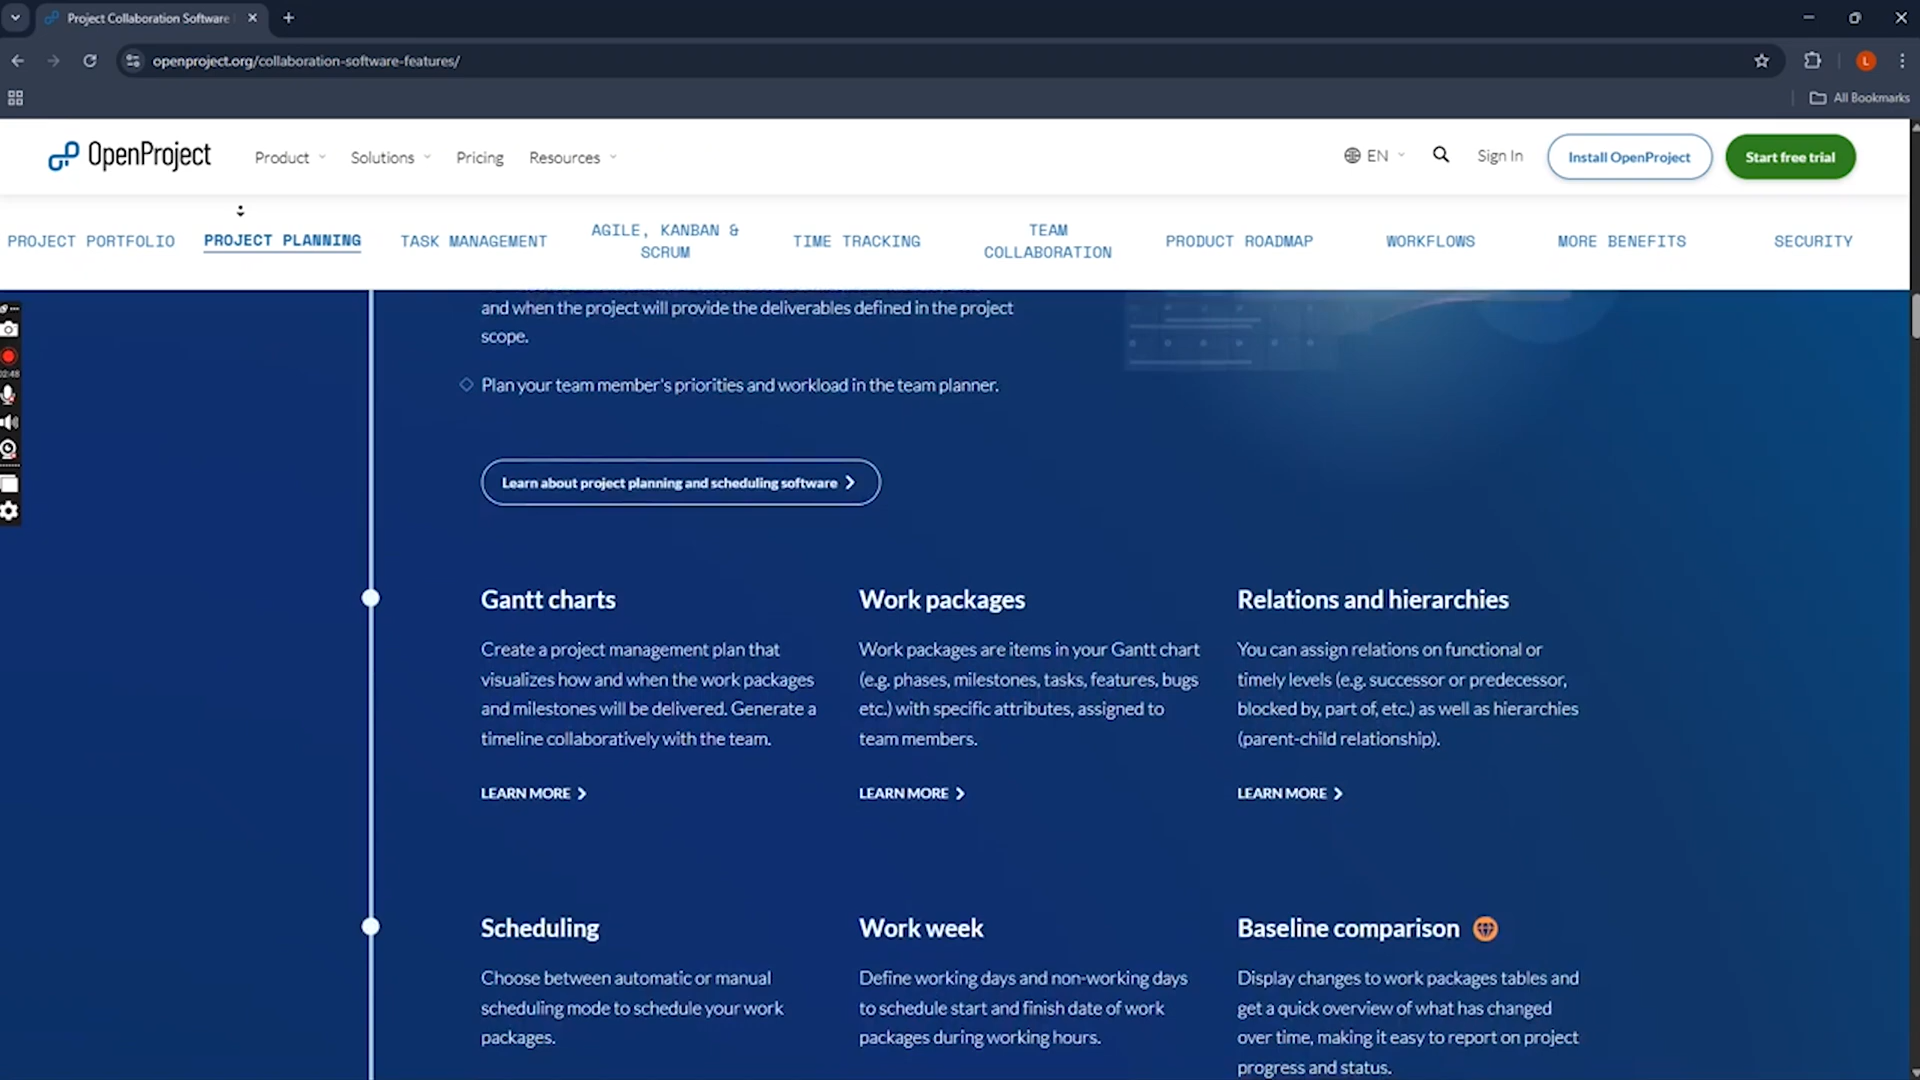 Project Collaboration Software
openproject.org/collaboration-software-features/
L
All Bookmarks
OpenProject
Product
Solutions
Pricing
Resources
EN
Sign In
Install OpenProject
Start free trial
PROJECT PORTFOLIO
PROJECT PLANNING
TASK MANAGEMENT
AGILE, KANBAN &
SCRUM
TIME TRACKING
TEAM
COLLABORATION
PRODUCT ROADMAP
WORKFLOWS
MORE BENEFITS
SECURITY
and when the project will provide the deliverables defined in the project
scope.
Plan your team member's priorities and workload in the team planner.
02:48
Learn about project planning and scheduling software
Gantt charts
Create a project management plan that
visualizes how and when the work packages
and milestones will be delivered. Generate a
timeline collaboratively with the team.
LEARN MORE
Work packages
Work packages are items in your Gantt chart
(e.g. phases, milestones, tasks, features, bugs
etc.) with specific attributes, assigned to
team members.
LEARN MORE
Relations and hierarchies
You can assign relations on functional or
timely levels (e.g. successor or predecessor,
blocked by, part of, etc.) as well as hierarchies
(parent-child relationship).
LEARN MORE
Scheduling
Choose between automatic or manual
scheduling mode to schedule your work
packages.
Work week
Define working days and non-working days
to schedule start and finish date of work
packages during working hours.
Baseline comparison
Display changes to work packages tables and
get a quick overview of what has changed
over time, making it easy to report on project
progress and status.